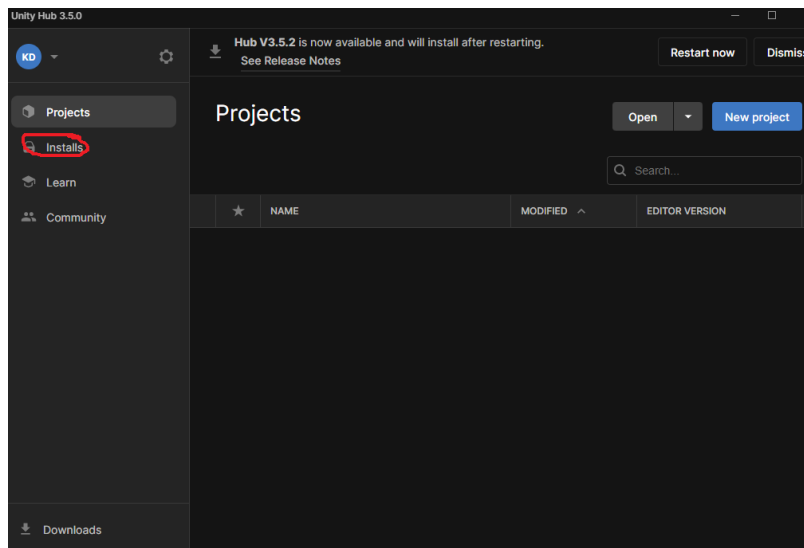 Unity Hub 3.5.0
KD
Hub V3.5.2 is now available and will install after restarting.
See Release Notes
Restart now
Projects
Installs
Learn
Community
Downloads
Projects
Open
New project
Search...
NAME
MODIFIED
EDITOR VERSION